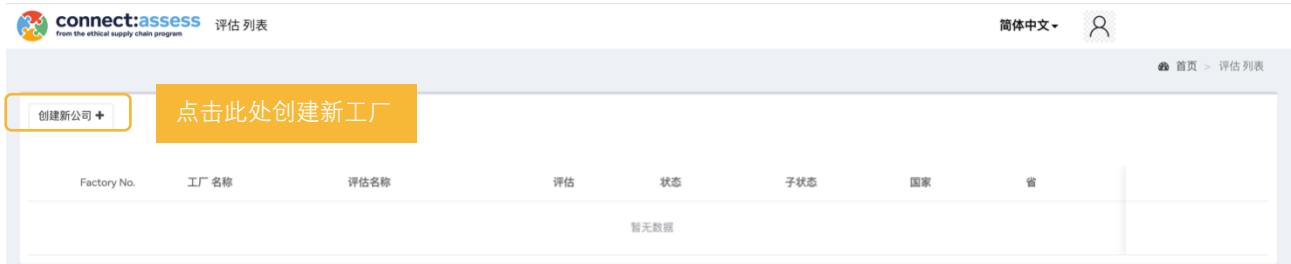 connect:assess 评估 列表 简体中文
from the ethical supply chain program
首页 > 评估 列表
创建新公司 + 点击此处创建新工厂
Factory No. 工厂 名称 评估名称 评估 状态 子状态 国家 省
暂无数据